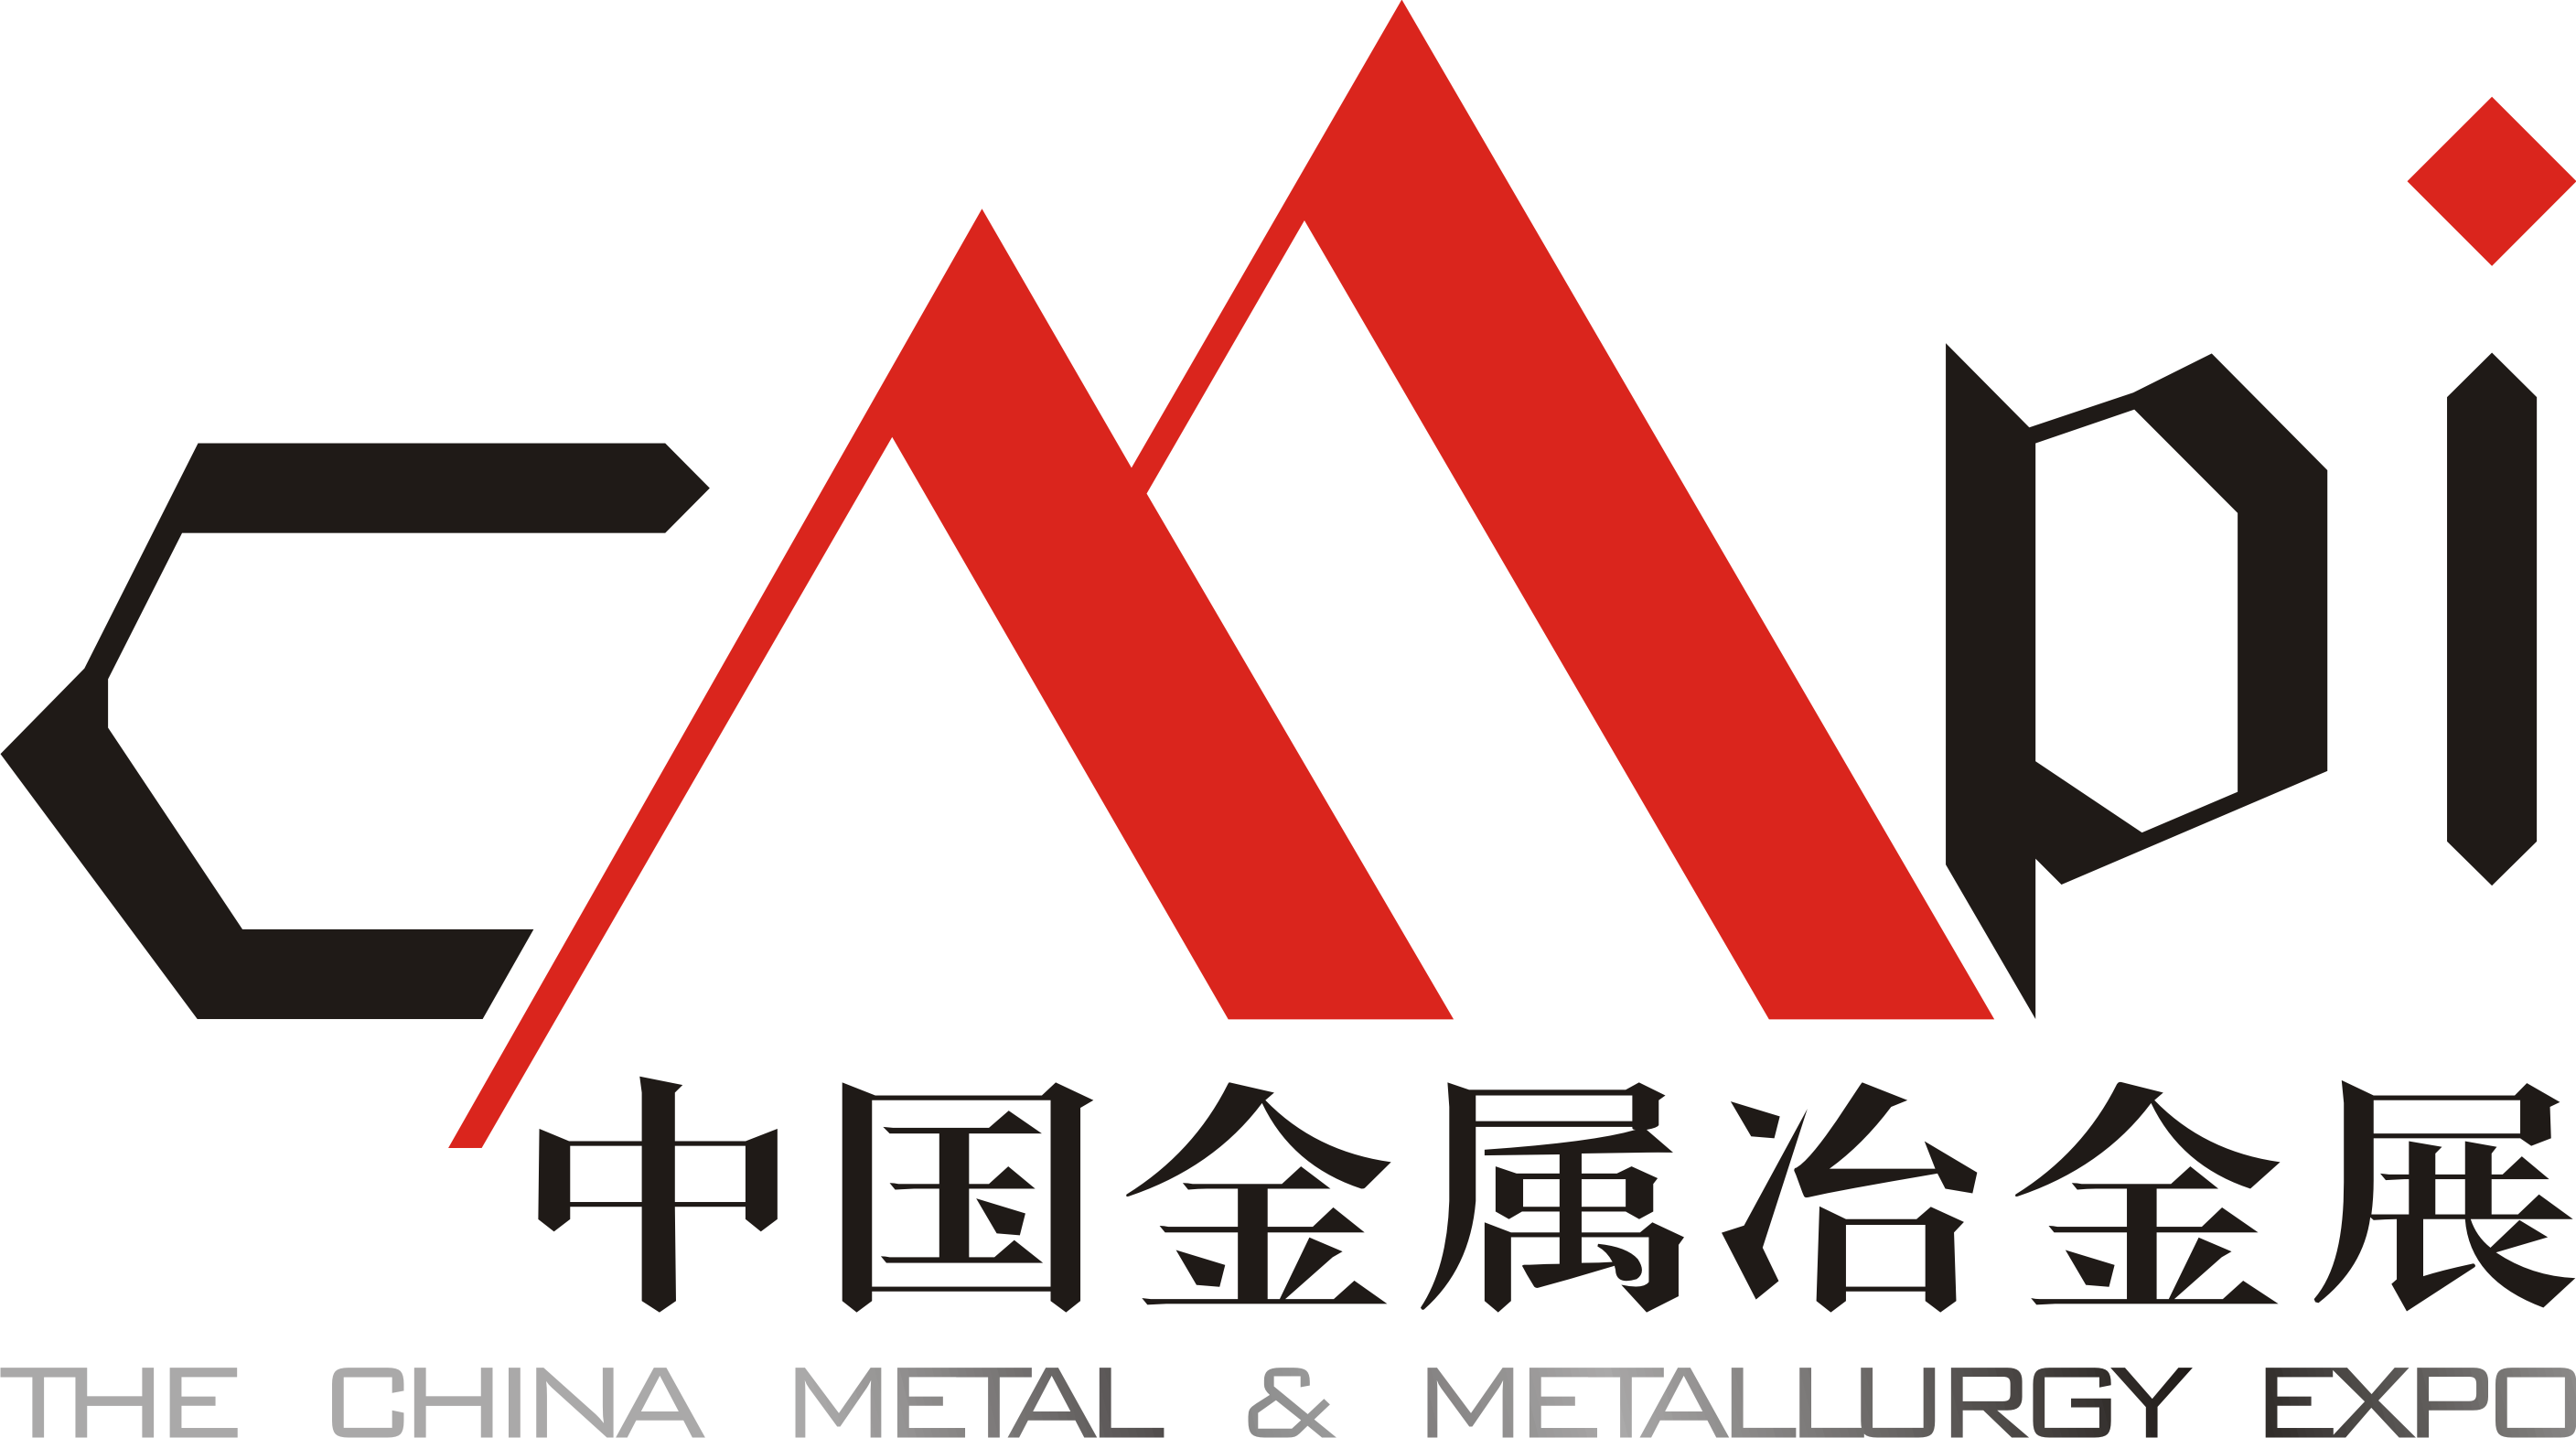 CMpi
中国金属冶金展
THE CHINA METAL & METALLURGY EXPO